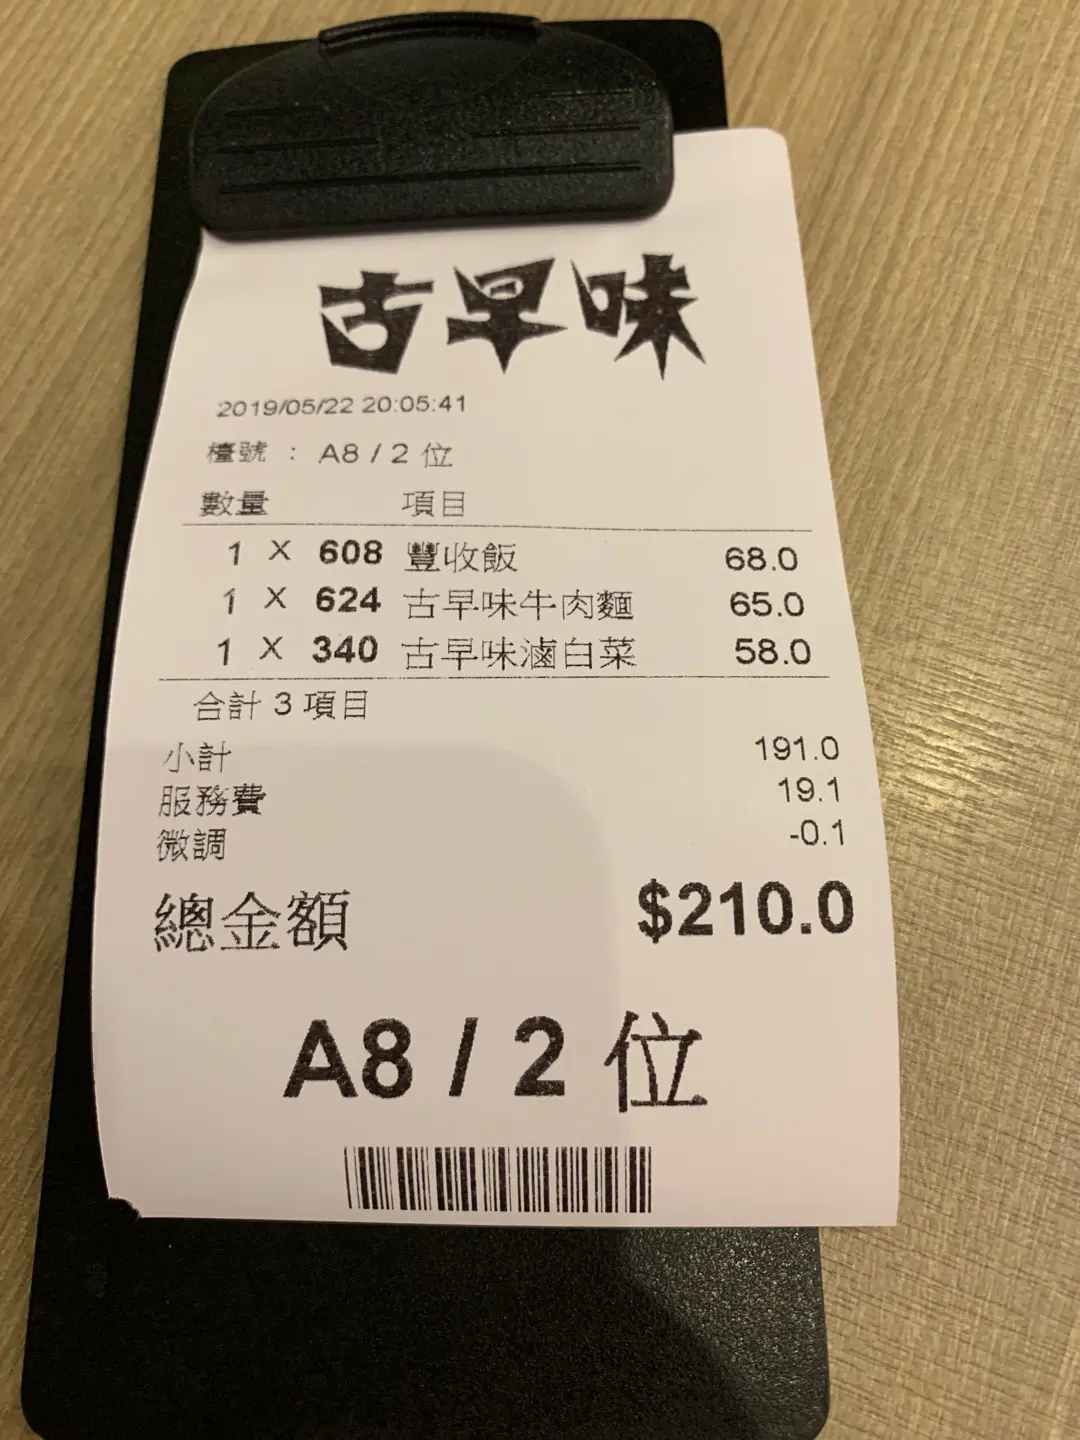 古早味
2019/05/22 20:05:41
檯號 : A8 / 2 位
數量 項目
1 X 608 豐收飯 68.0
1 X 624 古早味牛肉麵 65.0
1 X 340 古早味滷白菜 58.0
合計 3 項目
小計 191.0
服務費 19.1
微調 -0.1
總金額 $210.0
A8 / 2 位